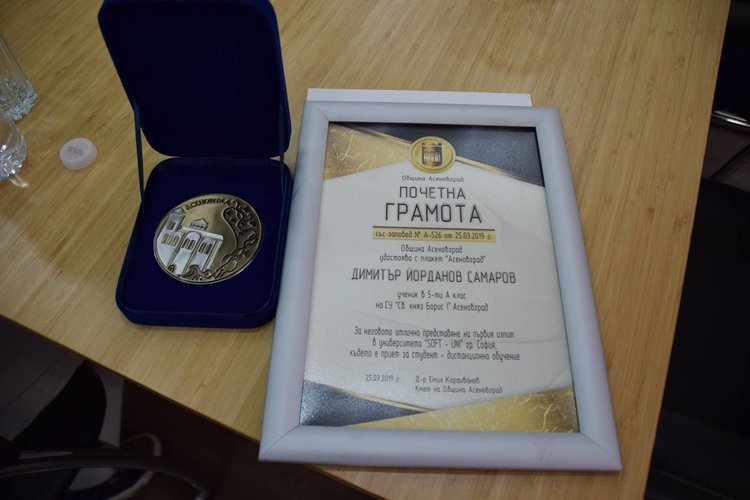 АСЕНОВГРАД
Община Асеновград
ПОЧЕТНА
ГРАМОТА
със заповед № А-526 от 25.03.2019 г.
Община Асеновград
удостоява с плакет "Асеновград"
ДИМИТЪР ЙОРДАНОВ САМАРОВ
ученик в 5-ти А клас
на СУ "Св. княз Борис I" Асеновград
За неговото отлично представяне на първия изпит
в университета "SOFT - UNI" гр. София,
където е приет за студент - дистанционно обучение
25.03.2019 г.
Д-р Емил Караиванов
Кмет на Община Асеновград